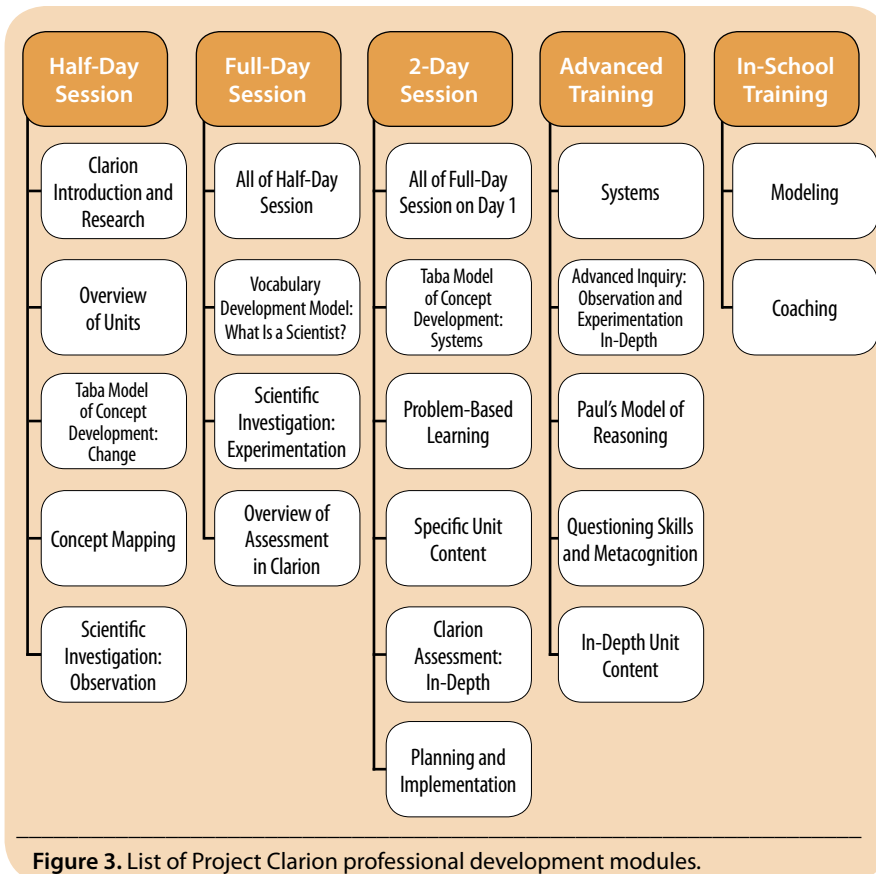 Half-Day
Session
Clarion
Introduction and
Research
Overview
of Units
Taba Model
of Concept
Development:
Change
Concept Mapping
Scientific
Investigation:
Observation
Full-Day
Session
All of Half-Day
Session
Vocabulary
Development Model:
What Is a Scientist?
Scientific
Investigation:
Experimentation
Overview of
Assessment
in Clarion
2-Day
Session
All of Full-Day
Session on Day 1
Taba Model
of Concept
Development:
Systems
Problem-Based
Learning
Specific Unit
Content
Clarion
Assessment:
In-Depth
Planning and
Implementation
Advanced
Training
Systems
Advanced Inquiry:
Observation and
Experimentation
In-Depth
Paul's Model of
Reasoning
Questioning Skills
and Metacognition
In-Depth Unit
Content
In-School
Training
Modeling
Coaching
Figure 3. List of Project Clarion professional development modules.